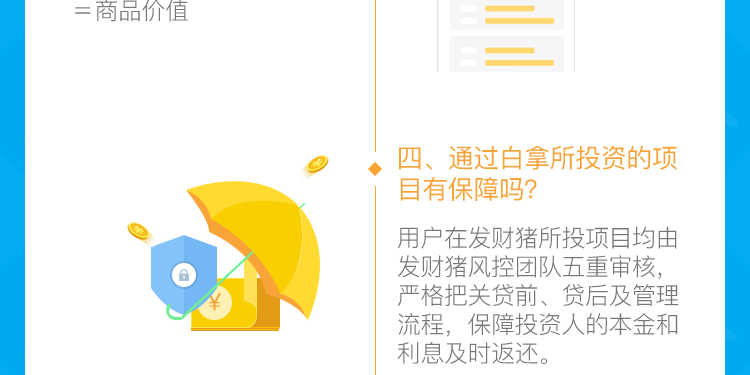 ＝商品价值
四、通过白拿所投资的项
目有保障吗?
用户在发财猪所投项目均由
发财猪风控团队五重审核，
严格把关贷前、贷后及管理
流程，保障投资人的本金和
利息及时返还。
¥